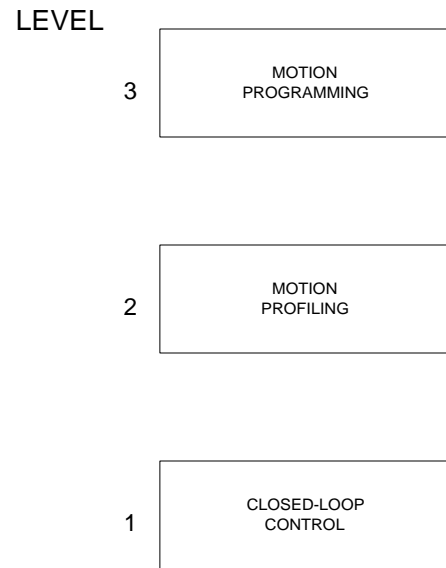 LEVEL
3
MOTION
PROGRAMMING
2
MOTION
PROFILING
1
CLOSED-LOOP
CONTROL